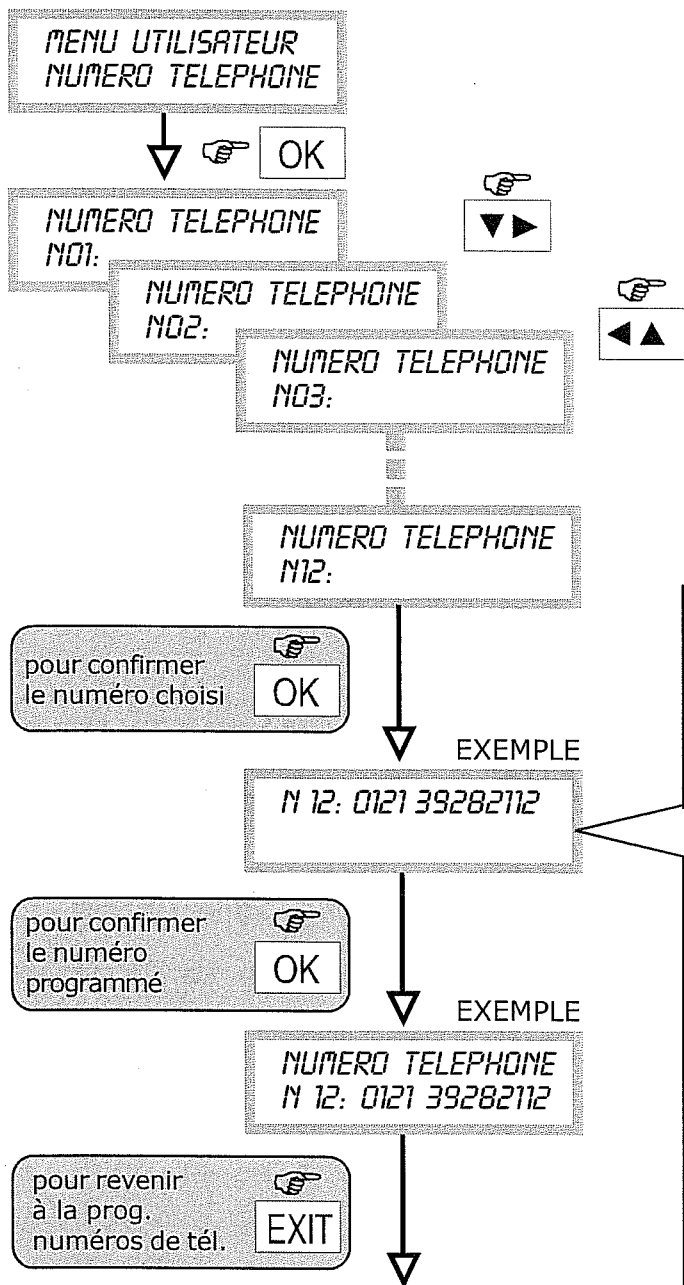 MENU UTILISATEUR
NUMERO TELEPHONE
OK
NUMERO TELEPHONE
N01:
NUMERO TELEPHONE
N02:
NUMERO TELEPHONE
N03:
NUMERO TELEPHONE
N12:
pour confirmer
le numéro choisi
OK
EXEMPLE
N 12: 0121 39282112
pour confirmer
le numéro
programmé
OK
EXEMPLE
NUMERO TELEPHONE
N 12: 0121 39282112
pour revenir
à la prog.
numéros de tél.
EXIT